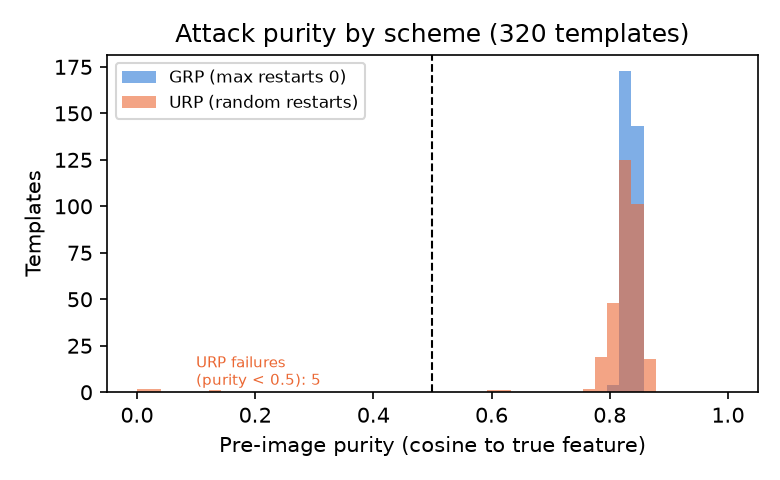 Attack purity by scheme (320 templates)
GRP (max restarts 0)
URP (random restarts)
175
150
125
100
75
50
25
0
Templates
URP failures
(purity < 0.5): 5
0.0 0.2 0.4 0.6 0.8 1.0
Pre-image purity (cosine to true feature)